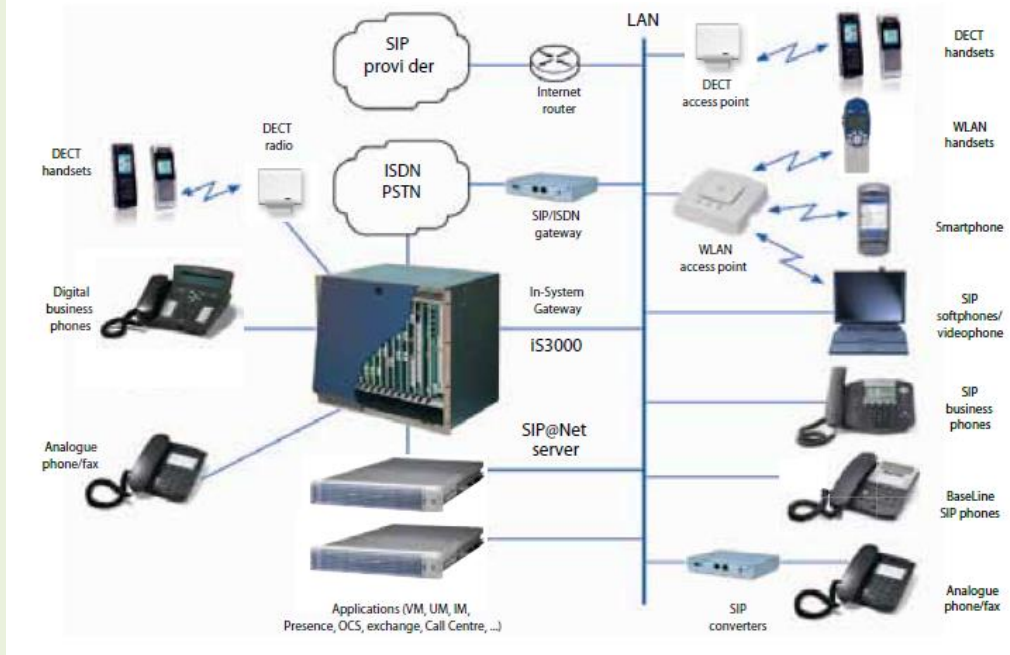 LAN
SIP
provi der
Internet
router
DECT
access point
DECT
handsets
DECT
handsets
DECT
radio
ISDN
PSTN
SIP/ISDN
gateway
WLAN
access point
WLAN
handsets
Smartphone
Digital
business
phones
In-System
Gateway
iS3000
SIP
softphones/
videophone
SIP
business
phones
Analogue
phone/fax
SIP@Net
server
BaseLine
SIP phones
Applications (VM, UM, IM,
Presence, OCS, exchange, Call Centre, ...)
SIP
converters
Analogue
phone/fax